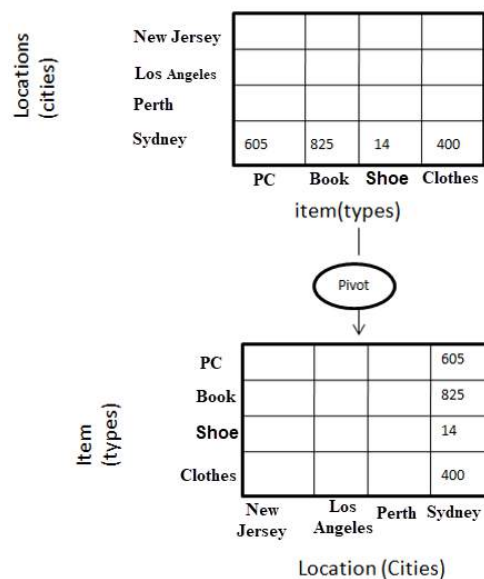 Locations
(cities)
New Jersey
Los Angeles
Perth
Sydney
605 825 14 400
PC Book Shoe Clothes
item(types)
Pivot
Item
(types)
PC 605
Book 825
Shoe 14
Clothes 400
New
Jersey
Los
Angeles
Perth
Sydney
Location (Cities)